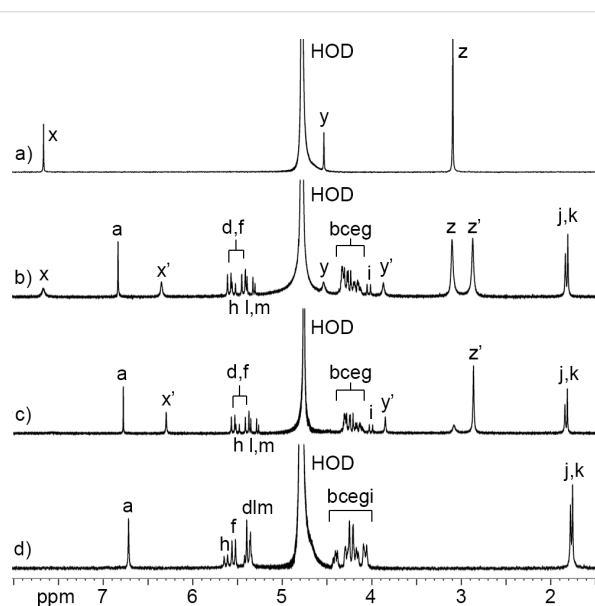 HOD
z
x
y
a)
HOD
bceg
j,k
a
d,f
z z'
x
x'
y
i
y'
b)
h l,m
HOD
z'
bceg
j,k
a
d,f
x'
i
y'
c)
h l,m
HOD
bcegi
j,k
a
dlm
f
h
d)
ppm 7 6 5 4 3 2